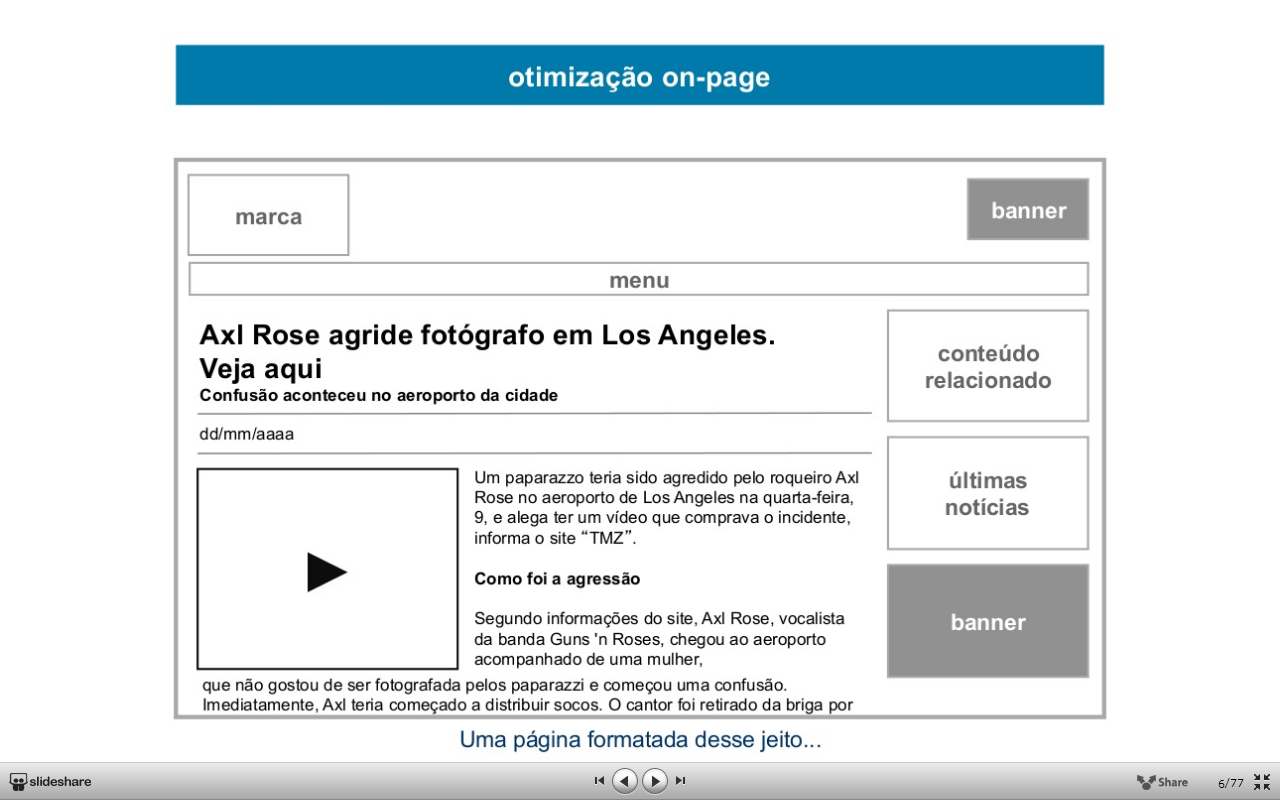 otimização on-page
marca
banner
menu
Axl Rose agride fotógrafo em Los Angeles.
Veja aqui
Confusão aconteceu no aeroporto da cidade
dd/mm/aaaa
Um paparazzo teria sido agredido pelo roqueiro Axl
Rose no aeroporto de Los Angeles na quarta-feira,
9, e alega ter um vídeo que comprava o incidente,
informa o site “TMZ”.
Como foi a agressão
Segundo informações do site, Axl Rose, vocalista
da banda Guns 'n Roses, chegou ao aeroporto
acompanhado de uma mulher,
que não gostou de ser fotografada pelos paparazzi e começou uma confusão.
Imediatamente, Axl teria começado a distribuir socos. O cantor foi retirado da briga por
conteúdo
relacionado
últimas
notícias
banner
Uma página formatada desse jeito...
slideshare
Share
6/77